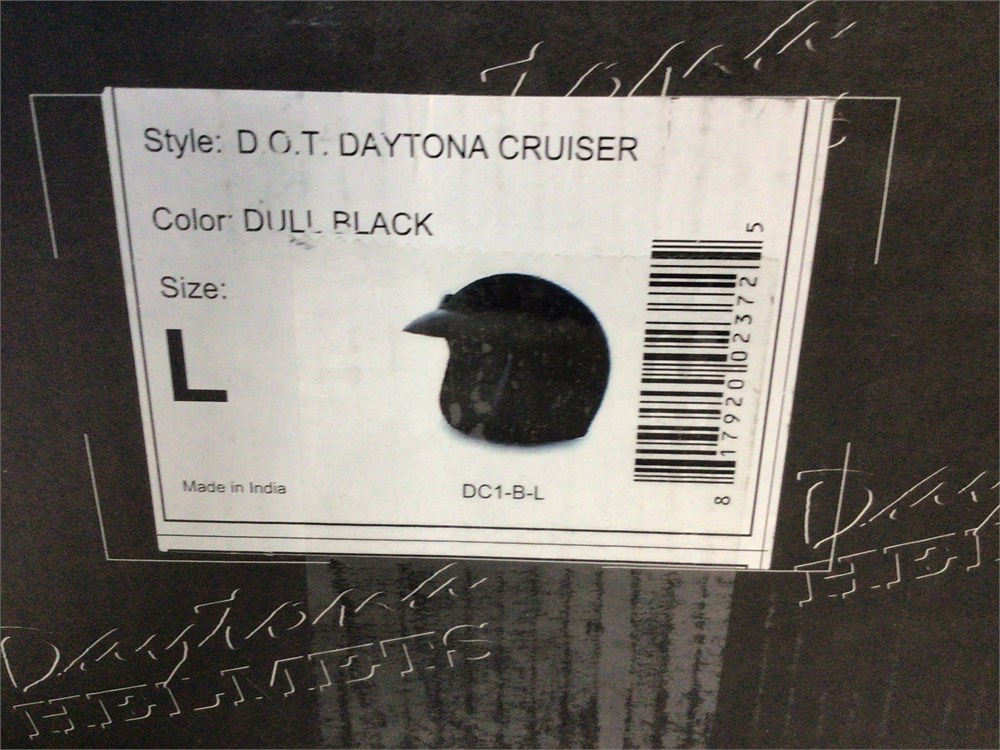 Style: D.O.T. DAYTONA CRUISER
Color: DULL BLACK
Size:
L
Made in India
DC1-B-L
8 17920 02372 5
Daytona
HELMETS